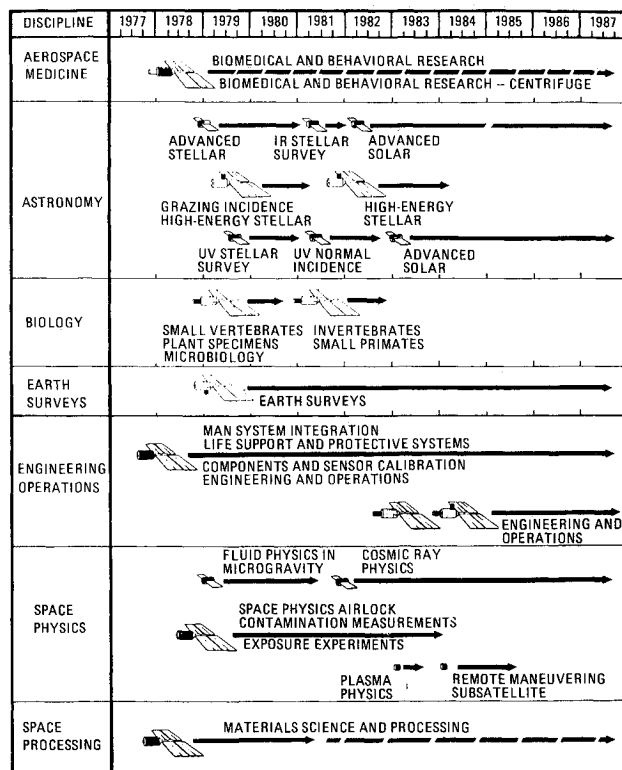 DISCIPLINE 1977 1978 1979 1980 1981 1982 1983 1984 1985 1986 1987
AEROSPACE
MEDICINE
BIOMEDICAL AND BEHAVIORAL RESEARCH
BIOMEDICAL AND BEHAVIORAL RESEARCH – CENTRIFUGE
ASTRONOMY
ADVANCED
STELLAR
IR STELLAR
SURVEY
ADVANCED
SOLAR
GRAZING INCIDENCE
HIGH-ENERGY STELLAR
HIGH-ENERGY
STELLAR
UV STELLAR
SURVEY
UV NORMAL
INCIDENCE
ADVANCED
SOLAR
BIOLOGY
SMALL VERTEBRATES
PLANT SPECIMENS
MICROBIOLOGY
INVERTEBRATES
SMALL PRIMATES
EARTH
SURVEYS
EARTH SURVEYS
ENGINEERING
OPERATIONS
MAN SYSTEM INTEGRATION
LIFE SUPPORT AND PROTECTIVE SYSTEMS
COMPONENTS AND SENSOR CALIBRATION
ENGINEERING AND OPERATIONS
ENGINEERING AND
OPERATIONS
SPACE
PHYSICS
FLUID PHYSICS IN
MICROGRAVITY
COSMIC RAY
PHYSICS
SPACE PHYSICS AIRLOCK
CONTAMINATION MEASUREMENTS
EXPOSURE EXPERIMENTS
PLASMA
PHYSICS
REMOTE MANEUVERING
SUBSATELLITE
SPACE
PROCESSING
MATERIALS SCIENCE AND PROCESSING